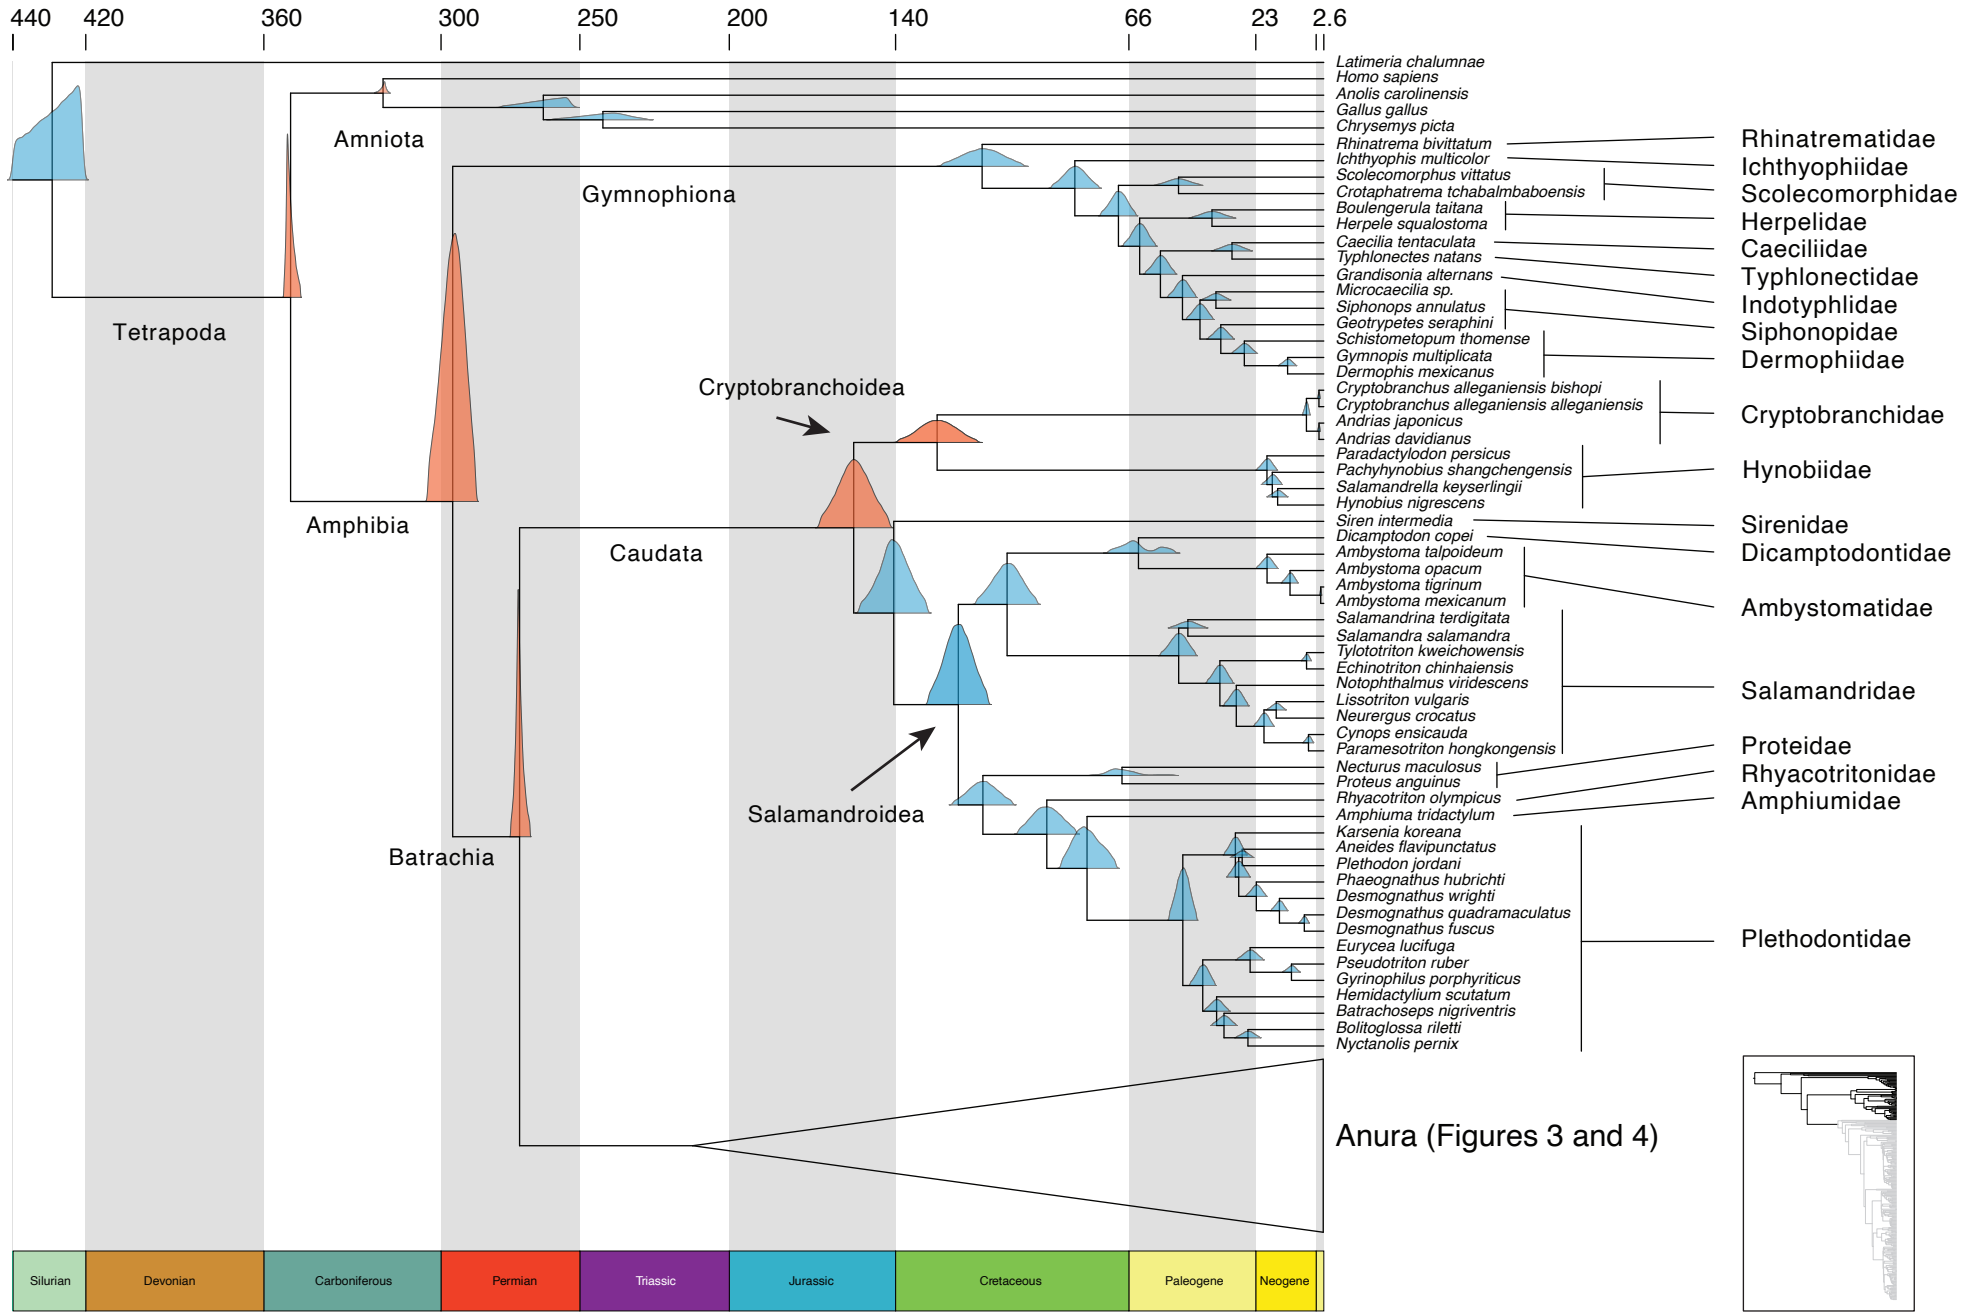 440 420 360 300 250 200 140 66 23 2.6
Latimeria chalumnae
Homo sapiens
Anolis carolinensis
Gallus gallus
Chrysemys picta
Rhinatrema bivittatum
Ichthyophis multicolor
Scolecomorphus vittatus
Crotaphatrema tchabalmbaboensis
Boulengerula taitana
Herpele squalostoma
Caecilia tentaculata
Typhlonectes natans
Grandisonia alternans
Microcaecilia sp.
Siphonops annulatus
Geotrypetes seraphini
Schistometopum thomense
Gymnopis multiplicata
Dermophis mexicanus
Cryptobranchus alleganiensis bishopi
Cryptobranchus alleganiensis alleganiensis
Andrias japonicus
Andrias davidianus
Paradactylodon persicus
Pachyhynobius shangchengensis
Salamandrella keyserlingii
Hynobius nigrescens
Siren intermedia
Dicamptodon copei
Ambystoma talpoideum
Ambystoma opacum
Ambystoma tigrinum
Ambystoma mexicanum
Salamandrina terdigitata
Salamandra salamandra
Tylototriton kweichowensis
Echinotriton chinhaiensis
Notophthalmus viridescens
Lissotriton vulgaris
Neurergus crocatus
Cynops ensicauda
Paramesotriton hongkongensis
Necturus maculosus
Proteus anguinus
Rhyacotriton olympicus
Amphiuma tridactylum
Karsenia koreana
Aneides flavipunctatus
Plethodon jordani
Phaeognathus hubrichti
Desmognathus wrighti
Desmognathus quadramaculatus
Desmognathus fuscus
Eurycea lucifuga
Pseudotriton ruber
Gyrinophilus porphyriticus
Hemidactylium scutatum
Batrachoseps nigriventris
Bolitoglossa riletti
Nyctanolis pernix
Anura (Figures 3 and 4)
Rhinatrematidae
Ichthyophiidae
Scolecomorphidae
Herpelidae
Caeciliidae
Typhlonectidae
Indotyphlidae
Siphonopidae
Dermophiidae
Cryptobranchidae
Hynobiidae
Sirenidae
Dicamptodontidae
Ambystomatidae
Salamandridae
Proteidae
Rhyacotritonidae
Amphiumidae
Plethodontidae
Amniota
Gymnophiona
Tetrapoda
Cryptobranchoidea
Amphibia
Caudata
Salamandroidea
Batrachia
Silurian Devonian Carboniferous Permian Triassic Jurassic Cretaceous Paleogene Neogene